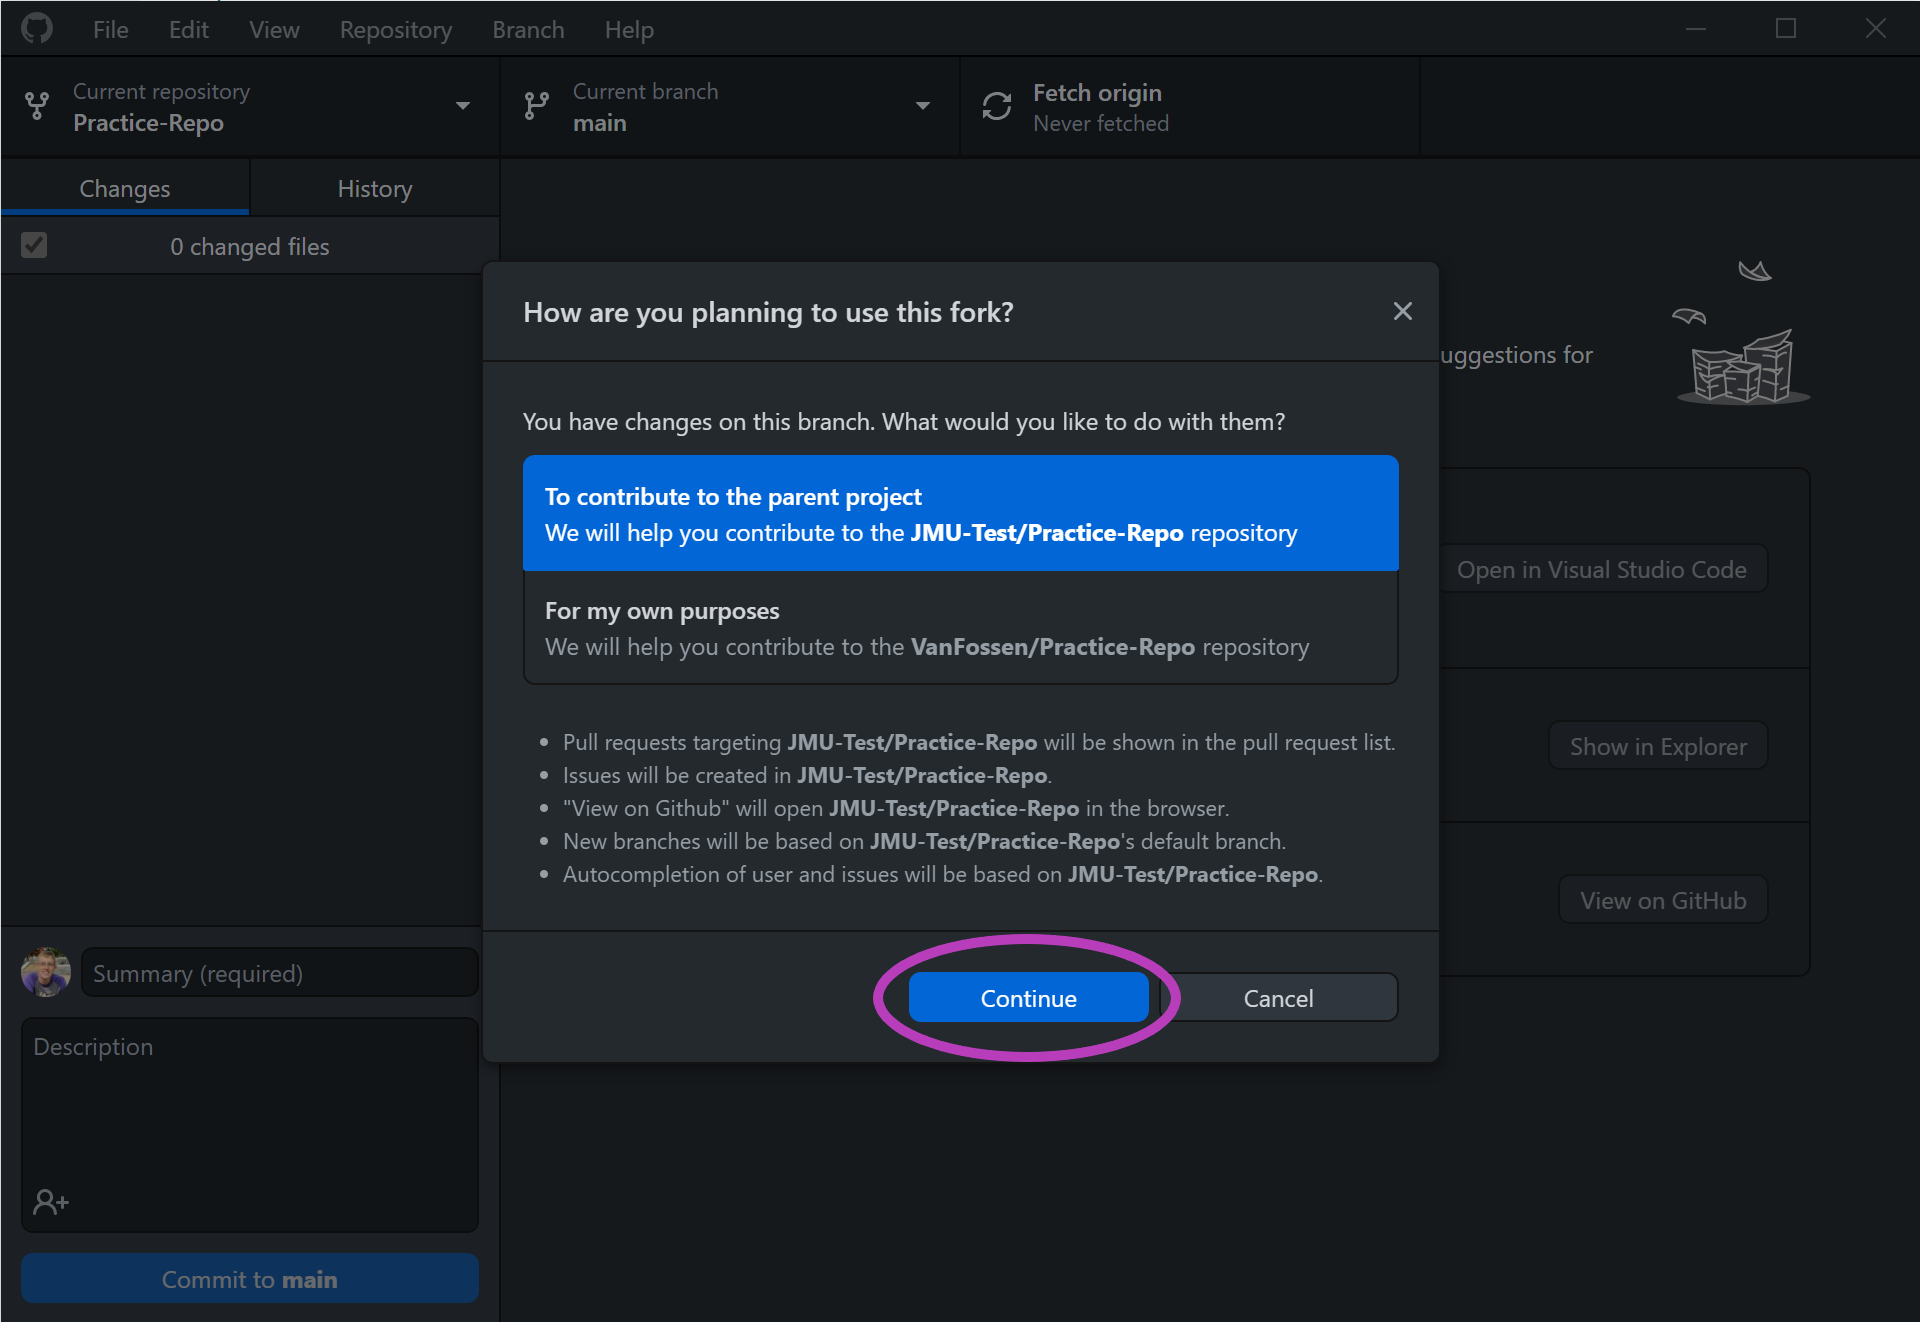 File Edit View Repository Branch Help
Current repository
Practice-Repo
Current branch
main
Fetch origin
Never fetched
Changes
History
0 changed files
uggestions for
How are you planning to use this fork?
You have changes on this branch. What would you like to do with them?
To contribute to the parent project
We will help you contribute to the JMU-Test/Practice-Repo repository
For my own purposes
We will help you contribute to the VanFossen/Practice-Repo repository
Pull requests targeting JMU-Test/Practice-Repo will be shown in the pull request list.
Issues will be created in JMU-Test/Practice-Repo.
"View on Github" will open JMU-Test/Practice-Repo in the browser.
New branches will be based on JMU-Test/Practice-Repo's default branch.
Autocompletion of user and issues will be based on JMU-Test/Practice-Repo.
Continue
Cancel
Open in Visual Studio Code
Show in Explorer
View on GitHub
Summary (required)
Description
Commit to main